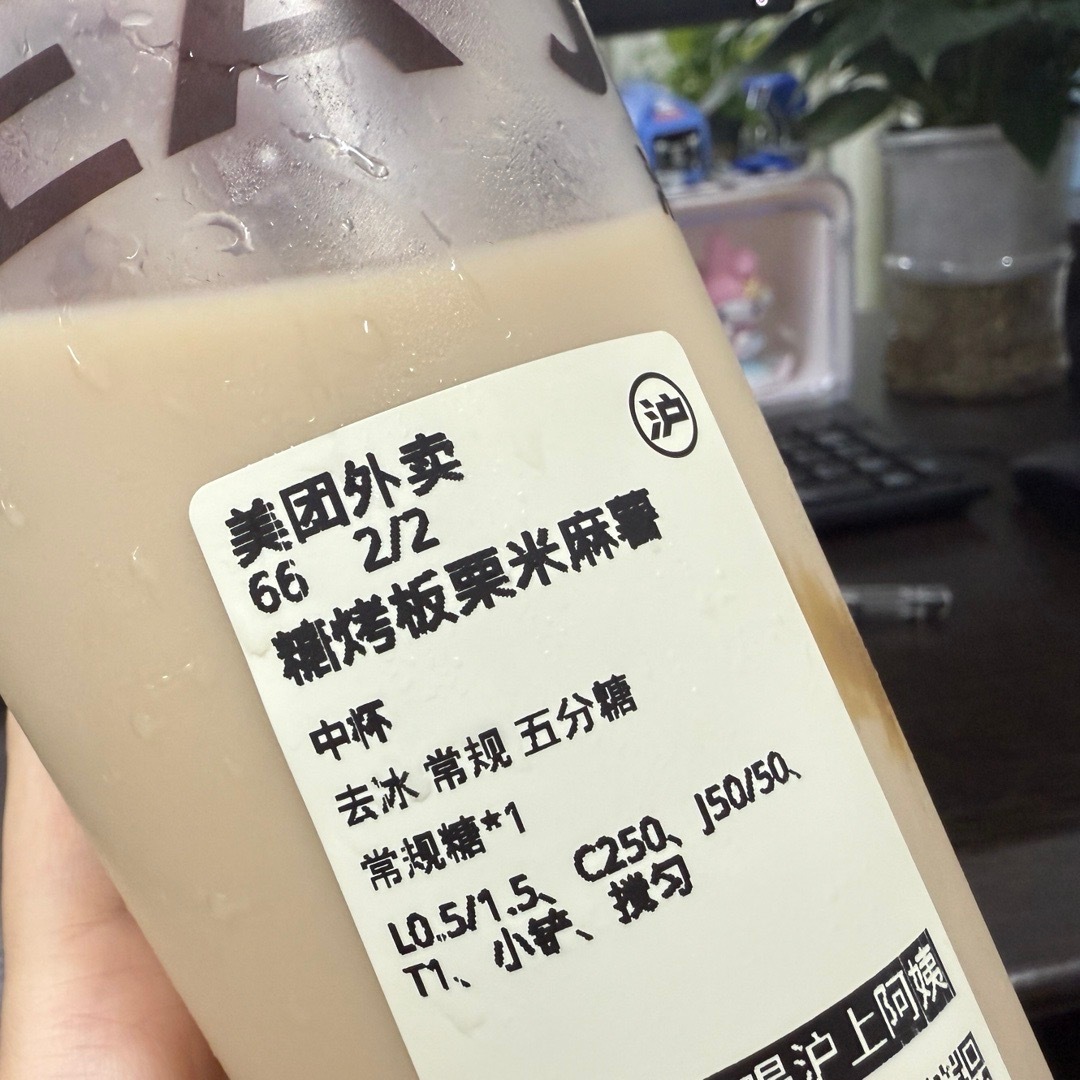 EA
沪
美团外卖
66 2/2
糖烤板栗米麻薯
中杯
去冰 常规 五分糖
常规糖*1
L0.5/1.5、 C250、 J50/50、
T1、 小铲、 搅匀
沪上阿姨